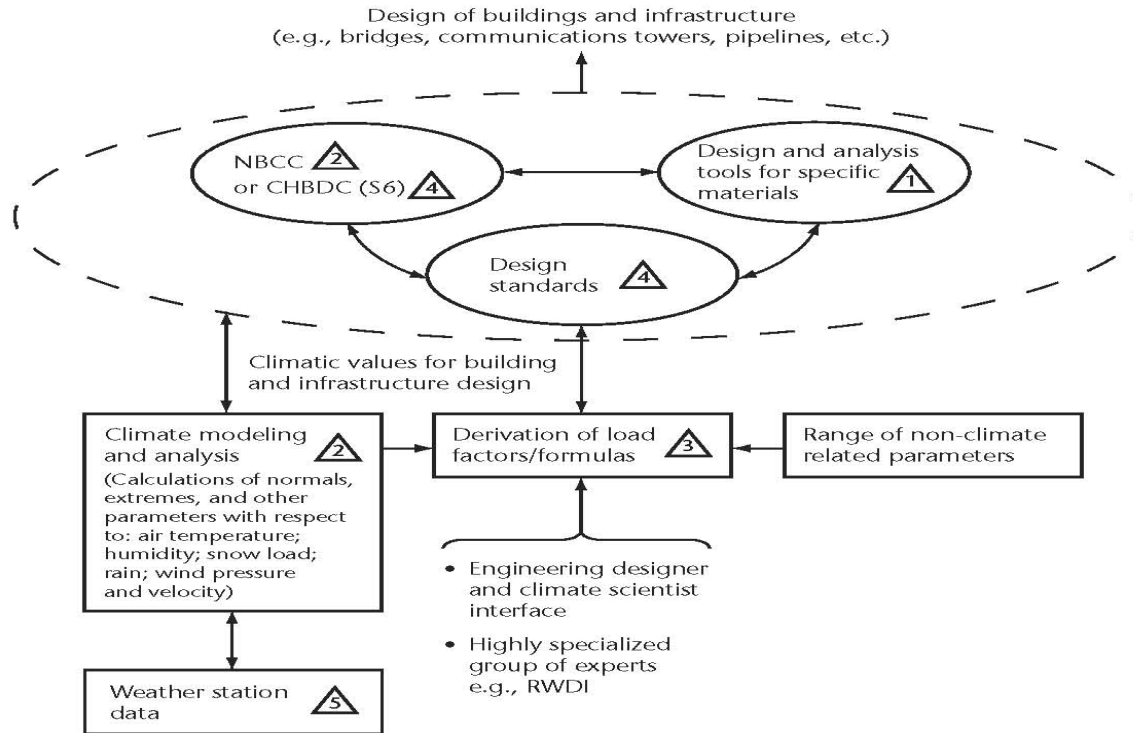 Design of buildings and infrastructure
(e.g., bridges, communications towers, pipelines, etc.)
NBCC 2
or CHBDC (S6) 4
Design and analysis
tools for specific
materials 1
Design
standards 4
Climatic values for building
and infrastructure design
Climate modeling
and analysis 2
(Calculations of normals,
extremes, and other
parameters with respect
to: air temperature;
humidity; snow load;
rain; wind pressure
and velocity)
Derivation of load
factors/formulas 3
Range of non-climate
related parameters
• Engineering designer
and climate scientist
interface
• Highly specialized
group of experts
e.g., RWDI
Weather station
data 5